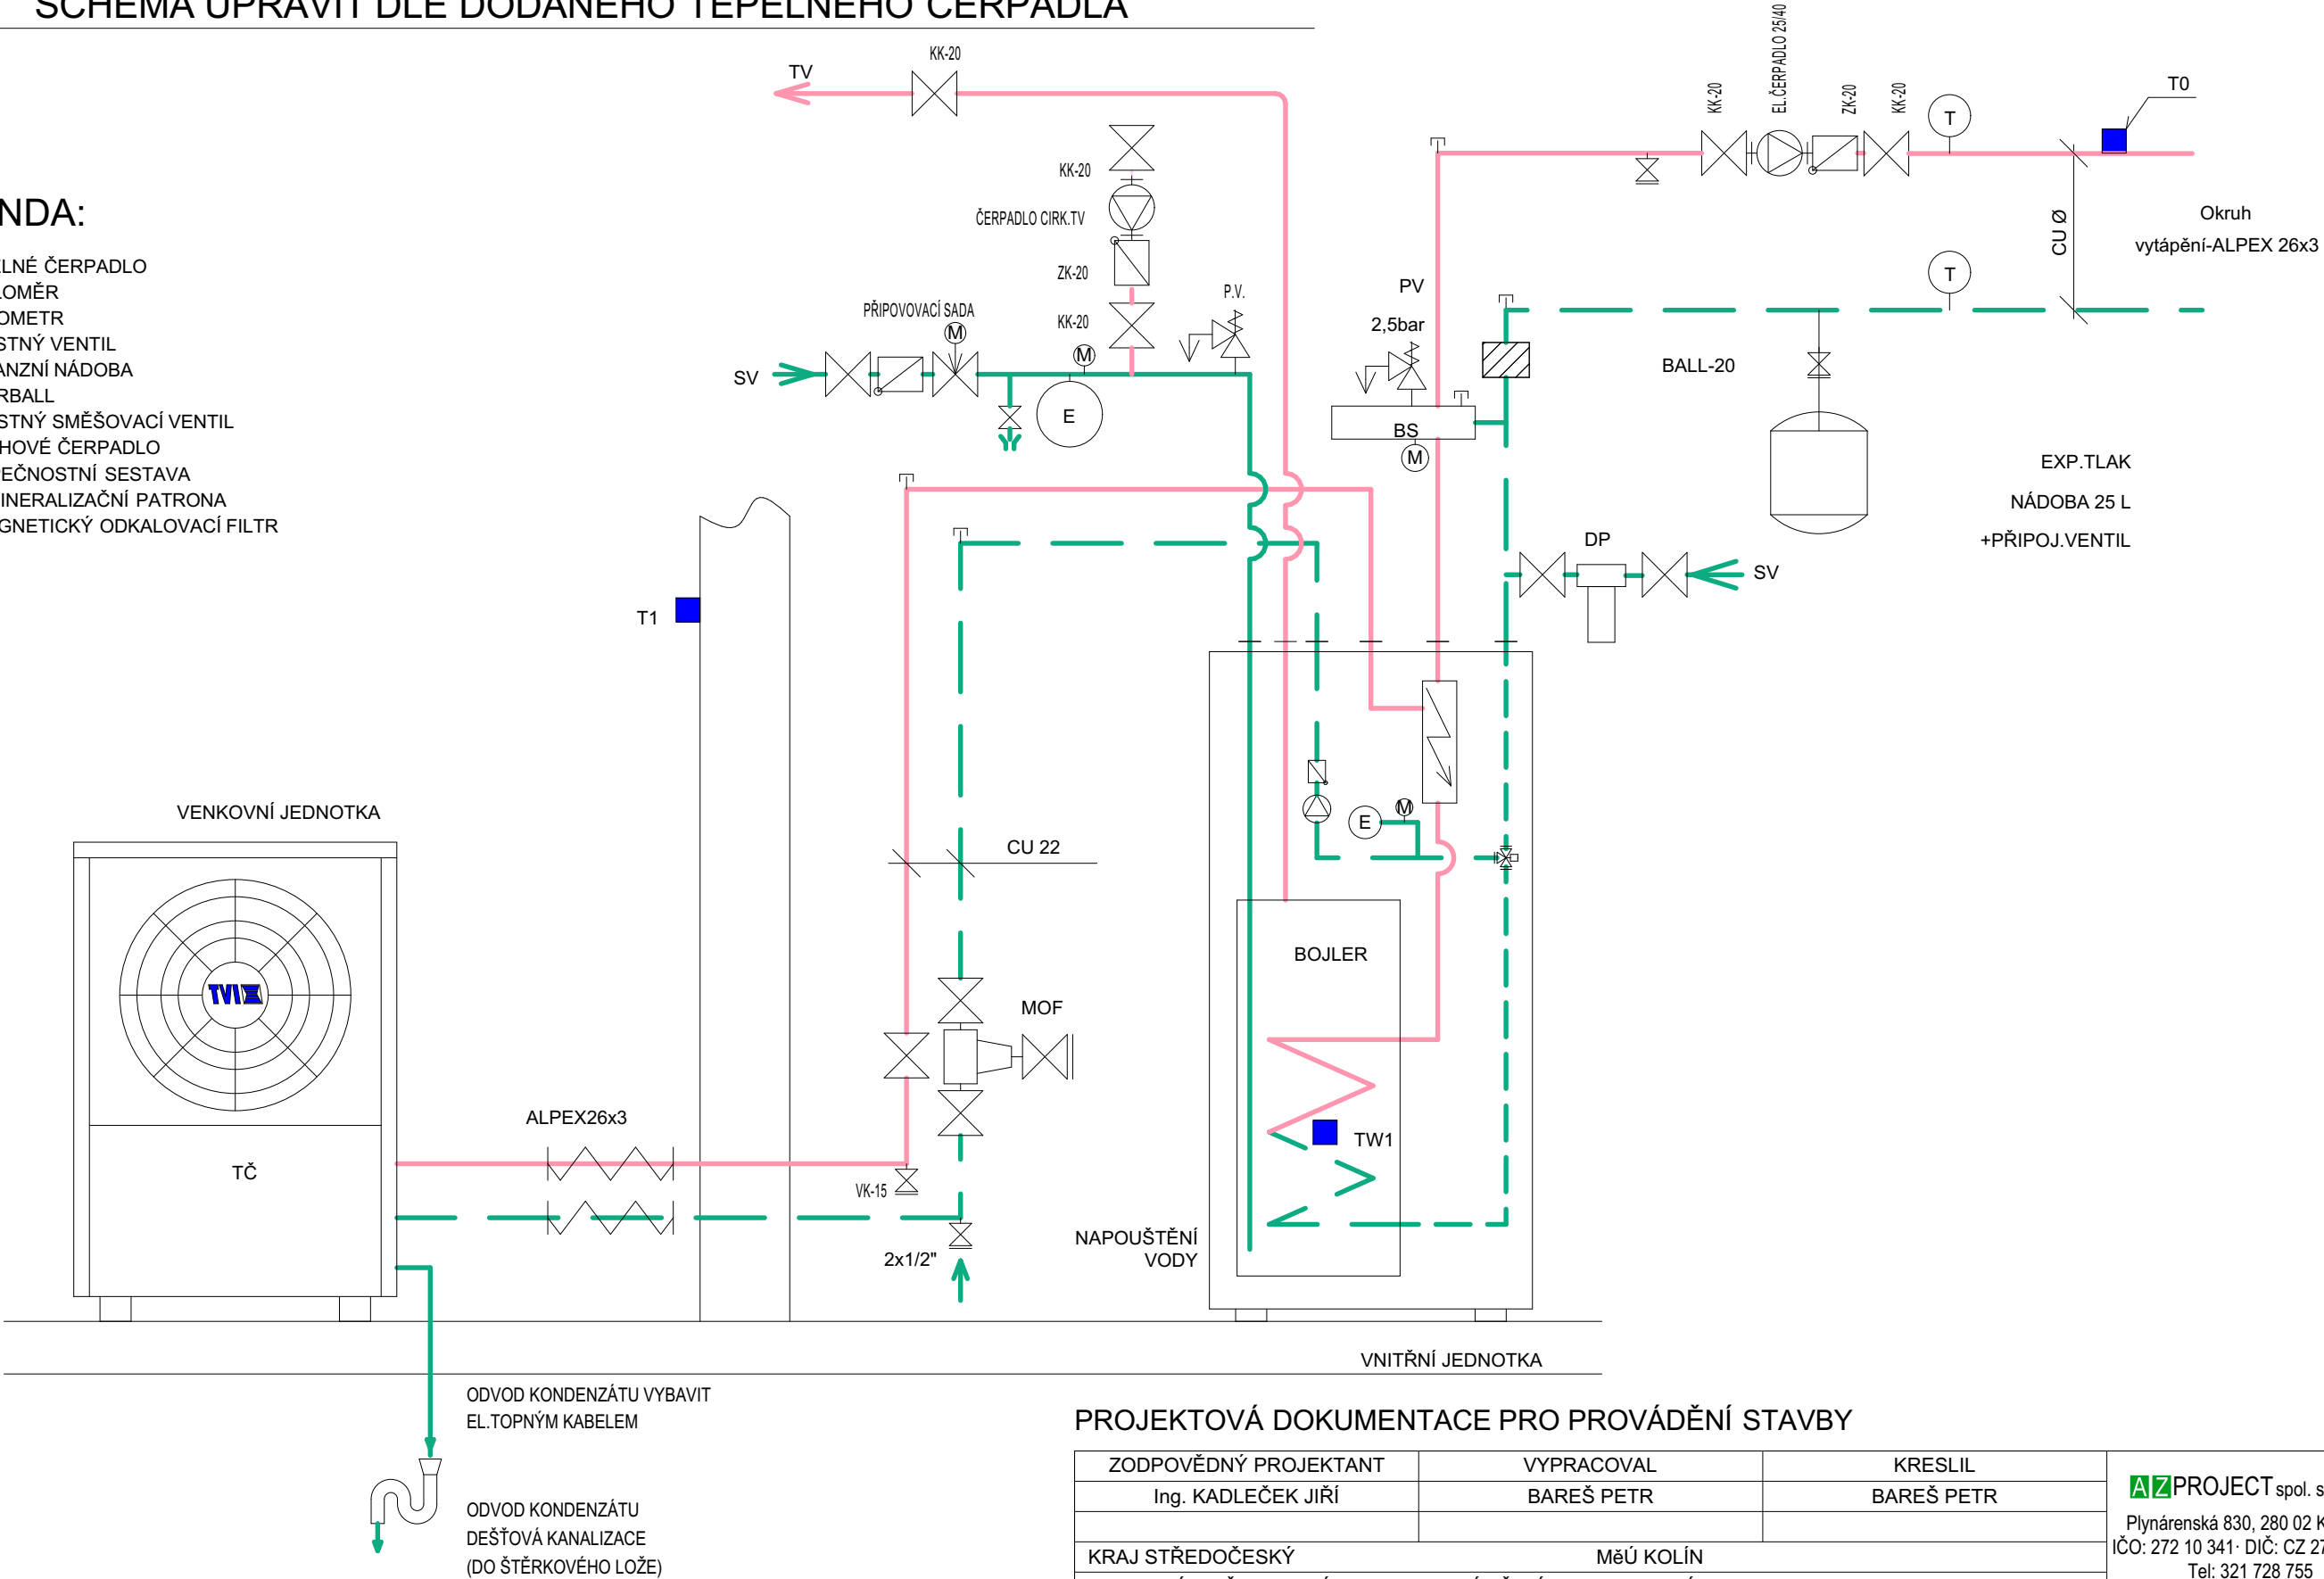 SCHÉMA UPRAVIT DLE DODANÉHO TEPELNÉHO ČERPADLA
NDA:
ELNÉ ČERPADLO
LOMĚR
OMETR
STNÝ VENTIL
ANZNÍ NÁDOBA
RBALL
STNÝ SMĚŠOVACÍ VENTIL
HOVÉ ČERPADLO
PEČNOSTNÍ SESTAVA
INERALIZAČNÍ PATRONA
GNETICKÝ ODKALOVACÍ FILTR
TV
KK-20
KK-20
ČERPADLO CIRK.TV
ZK-20
KK-20
PŘIPOVOVACÍ SADA
M
M
SV
E
P.V.
PV
2,5bar
BS
M
KK-20
EL.ČERPADLO 25/40
ZK-20
KK-20
T
T0
CU Ø
Okruh
vytápění-ALPEX 26x3
T
BALL-20
EXP.TLAK
NÁDOBA 25 L
+PŘIPOJ.VENTIL
DP
SV
T1
VENKOVNÍ JEDNOTKA
CU 22
E
M
BOJLER
TVI
MOF
ALPEX26x3
TČ
VK-15
TW1
NAPOUŠTĚNÍ
VODY
2x1/2"
VNITŘNÍ JEDNOTKA
ODVOD KONDENZÁTU VYBAVIT
EL.TOPNÝM KABELEM
ODVOD KONDENZÁTU
DEŠŤOVÁ KANALIZACE
(DO ŠTĚRKOVÉHO LOŽE)
PROJEKTOVÁ DOKUMENTACE PRO PROVÁDĚNÍ STAVBY
ZODPOVĚDNÝ PROJEKTANT
VYPRACOVAL
KRESLIL
Ing. KADLEČEK JIŘÍ
BAREŠ PETR
BAREŠ PETR
KRAJ STŘEDOČESKÝ
MěÚ KOLÍN
AZ PROJECT spol. s
Plynárenská 830, 280 02 K
IČO: 272 10 341· DIČ: CZ 27
Tel: 321 728 755